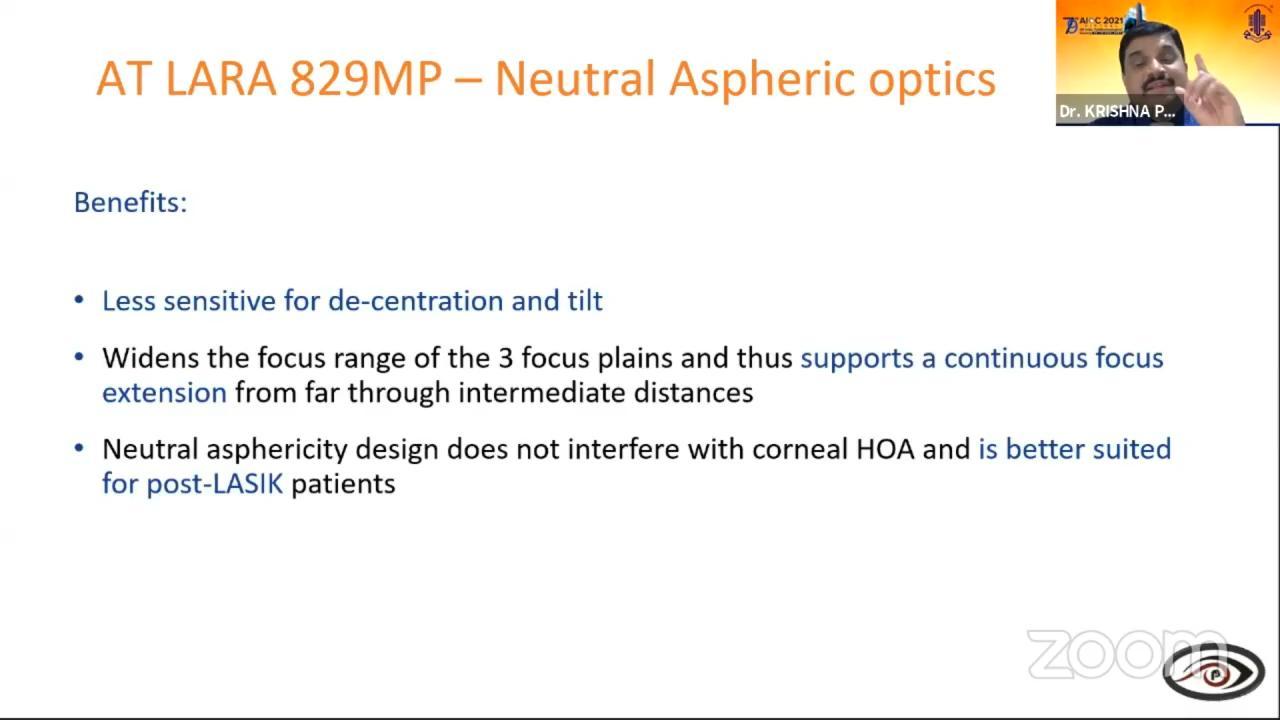 AT LARA 829MP – Neutral Aspheric optics
AIOC 2021
Dr. KRISHNA P...
Benefits:
• Less sensitive for de-centration and tilt
• Widens the focus range of the 3 focus plains and thus supports a continuous focus
extension from far through intermediate distances
• Neutral asphericity design does not interfere with corneal HOA and is better suited
for post-LASIK patients
zoom